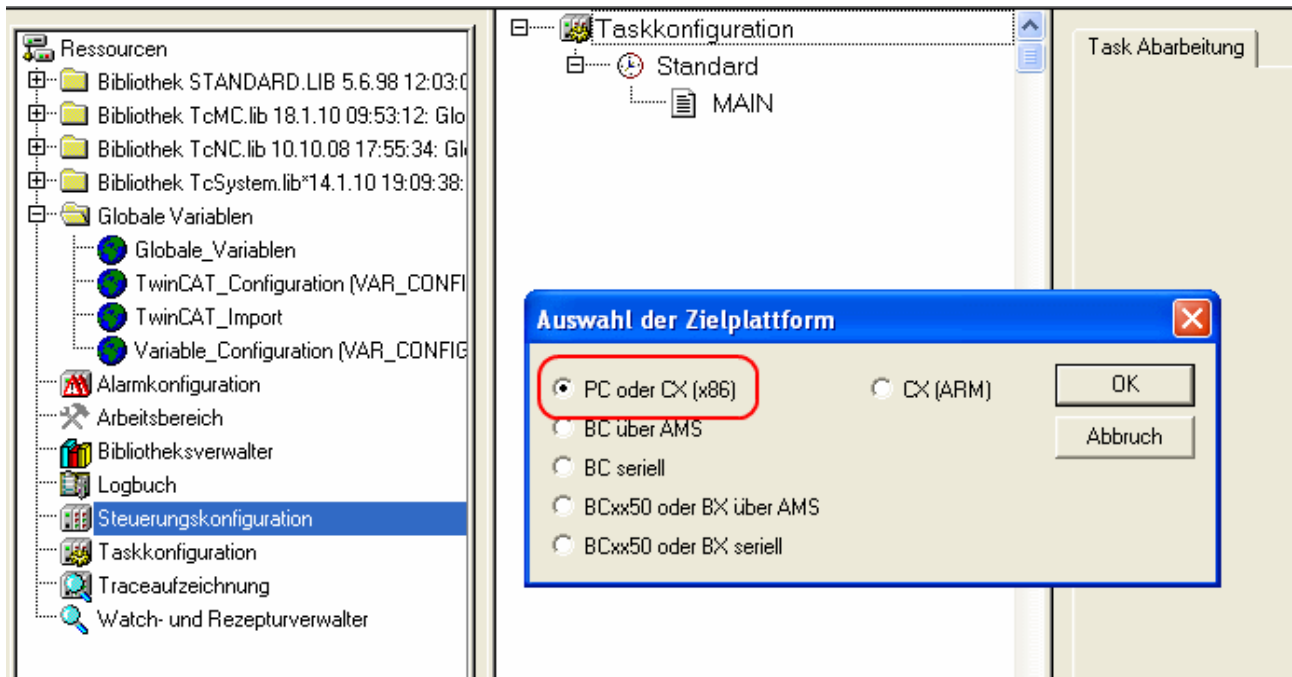 Ressourcen
Bibliothek STANDARD.LIB 5.6.98 12:03:0
Bibliothek TcMC.lib 18.1.10 09:53:12: Glo
Bibliothek TcNC.lib 10.10.08 17:55:34: Gl
Bibliothek TcSystem.lib*14.1.10 19:09:38:
Globale Variablen
Globale_Variablen
TwinCAT_Configuration (VAR_CONFI
TwinCAT_Import
Variable_Configuration (VAR_CONFIG
Alarmkonfiguration
Arbeitsbereich
Bibliotheksverwalter
Logbuch
Steuerungskonfiguration
Taskkonfiguration
Traceaufzeichnung
Watch- und Rezepturverwalter
Taskkonfiguration
Standard
MAIN
Task Abarbeitung
Auswahl der Zielplattform
PC oder CX (x86)
CX (ARM)
OK
BC über AMS
Abbruch
BC seriell
BCxx50 oder BX über AMS
BCxx50 oder BX seriell